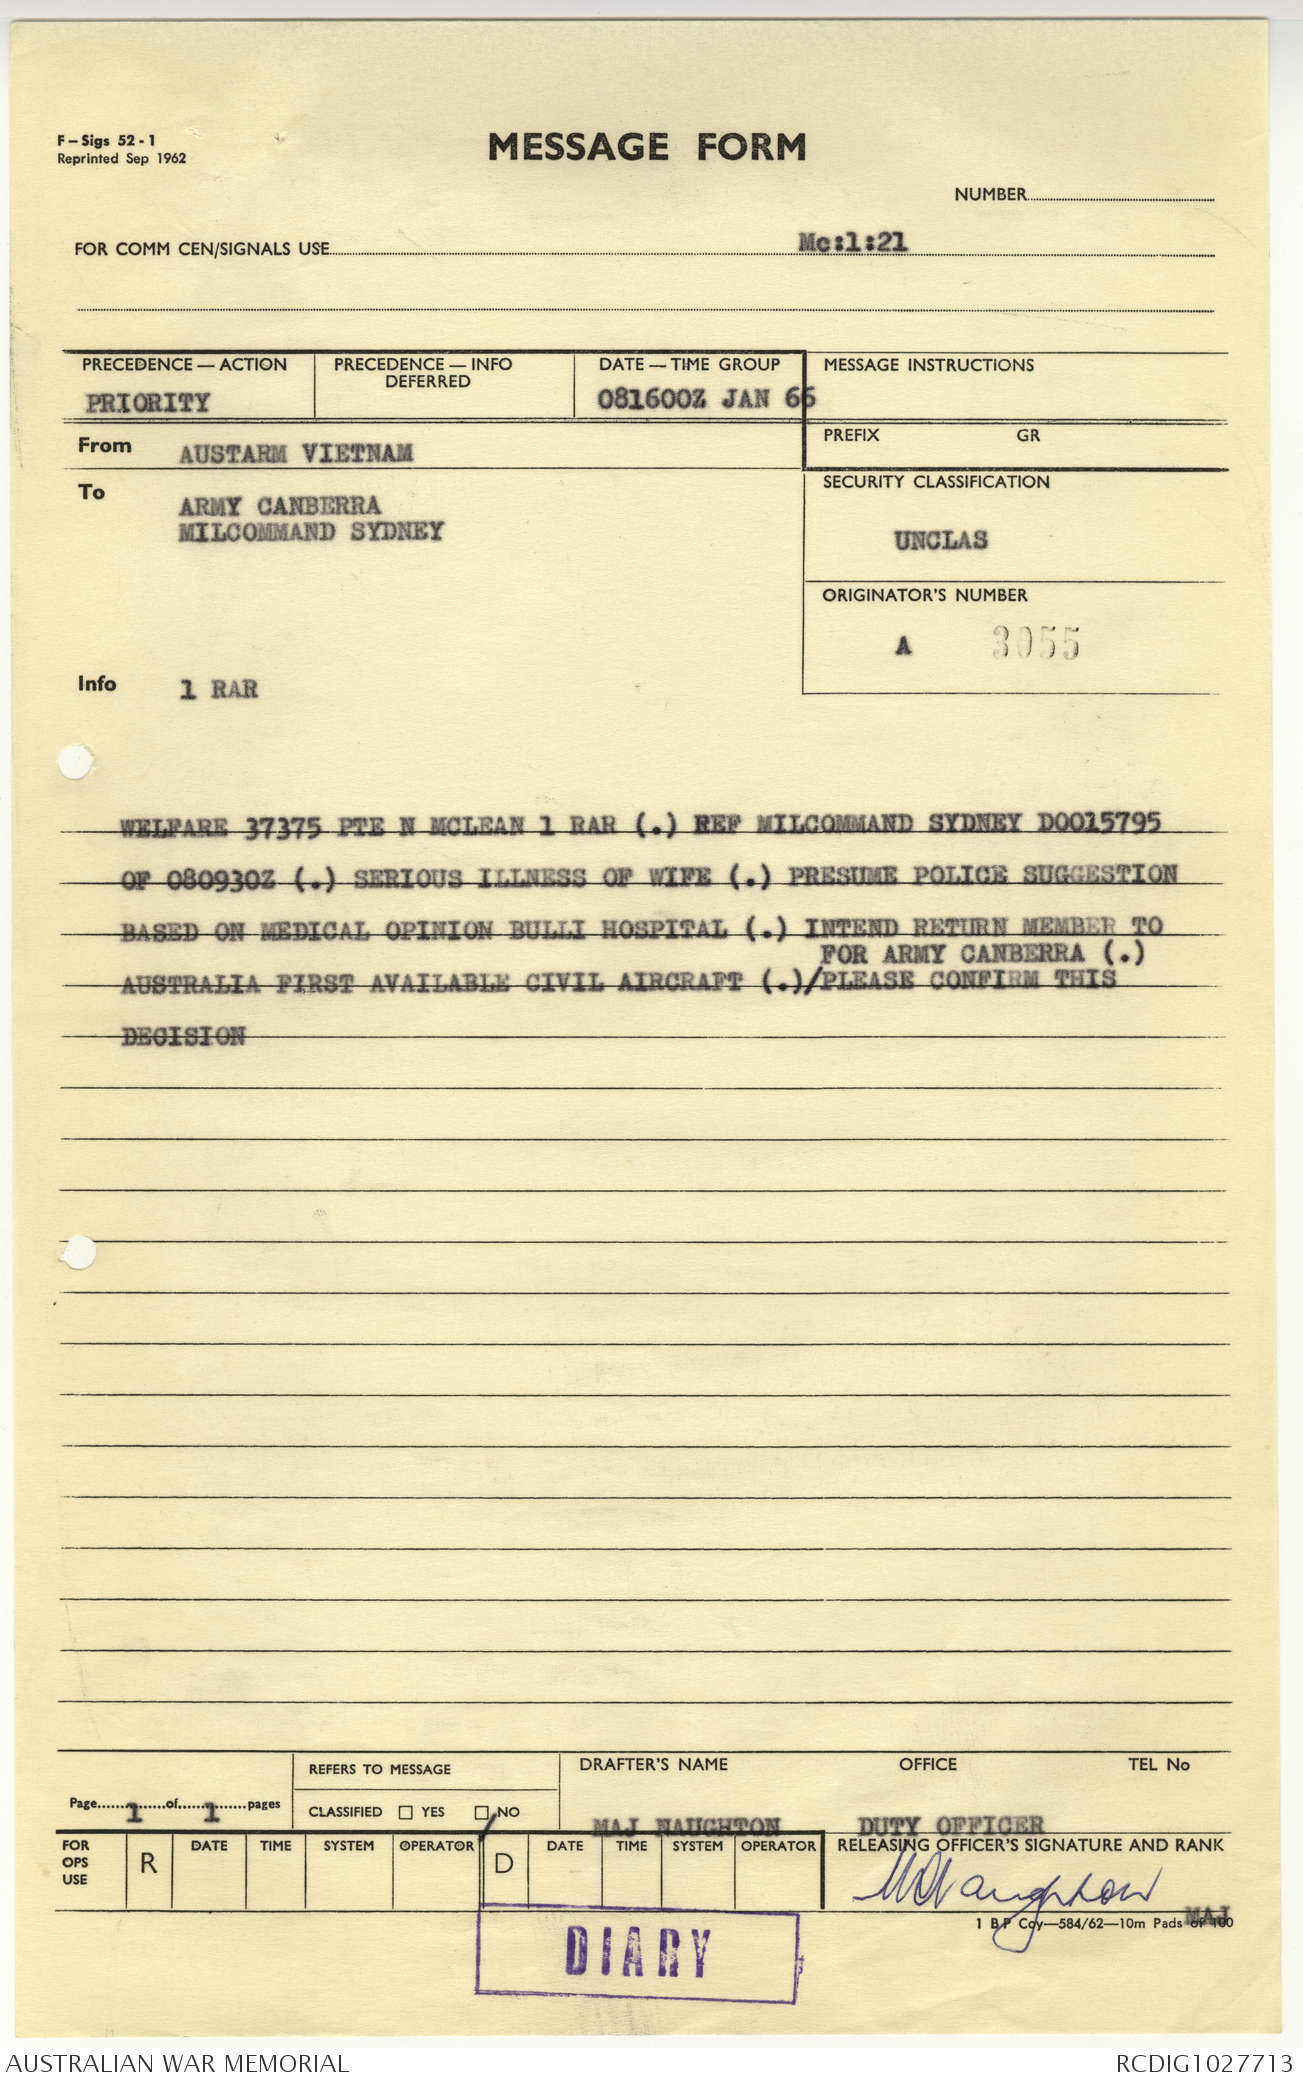 F—Sigs 52-1
Reprinted Sep 1962
MESSAGE FORM
NUMBER
FOR COMM CEN/SIGNALS USE
Mc:1:21
PRECEDENCE — ACTION
PRIORITY
PRECEDENCE — INFO
DEFERRED
DATE — TIME GROUP
081600Z JAN 66
MESSAGE INSTRUCTIONS
From AUSTARM VIETNAM
PREFIX GR
To ARMY CANBERRA
MILCOMMAND SYDNEY
SECURITY CLASSIFICATION
UNCLAS
ORIGINATOR'S NUMBER
A 3055
Info 1 RAR
WELFARE 37375 PTE N MCLEAN 1 RAR (.) REF MILCOMMAND SYDNEY DOO15795
OF 080930Z (.) SERIOUS ILLNESS OF WIFE (.) PRESUME POLICE SUGGESTION
BASED ON MEDICAL OPINION BULLI HOSPITAL (.) INTEND RETURN MEMBER TO
FOR ARMY CANBERRA (.)
AUSTRALIA FIRST AVAILABLE CIVIL AIRCRAFT (.)/PLEASE CONFIRM THIS
DECISION
Page 1 of 1 pages
REFERS TO MESSAGE
CLASSIFIED YES NO
DRAFTER'S NAME OFFICE TEL No
MAJ NAUGHTON DUTY OFFICER
FOR
OPS
USE
R DATE TIME SYSTEM OPERATOR
D DATE TIME SYSTEM OPERATOR
RELEASING OFFICER'S SIGNATURE AND RANK
Naughton
MAJ
1 BP Coy—584/62—10m Pads of 100
DIARY
AUSTRALIAN WAR MEMORIAL
RCDIG1027713